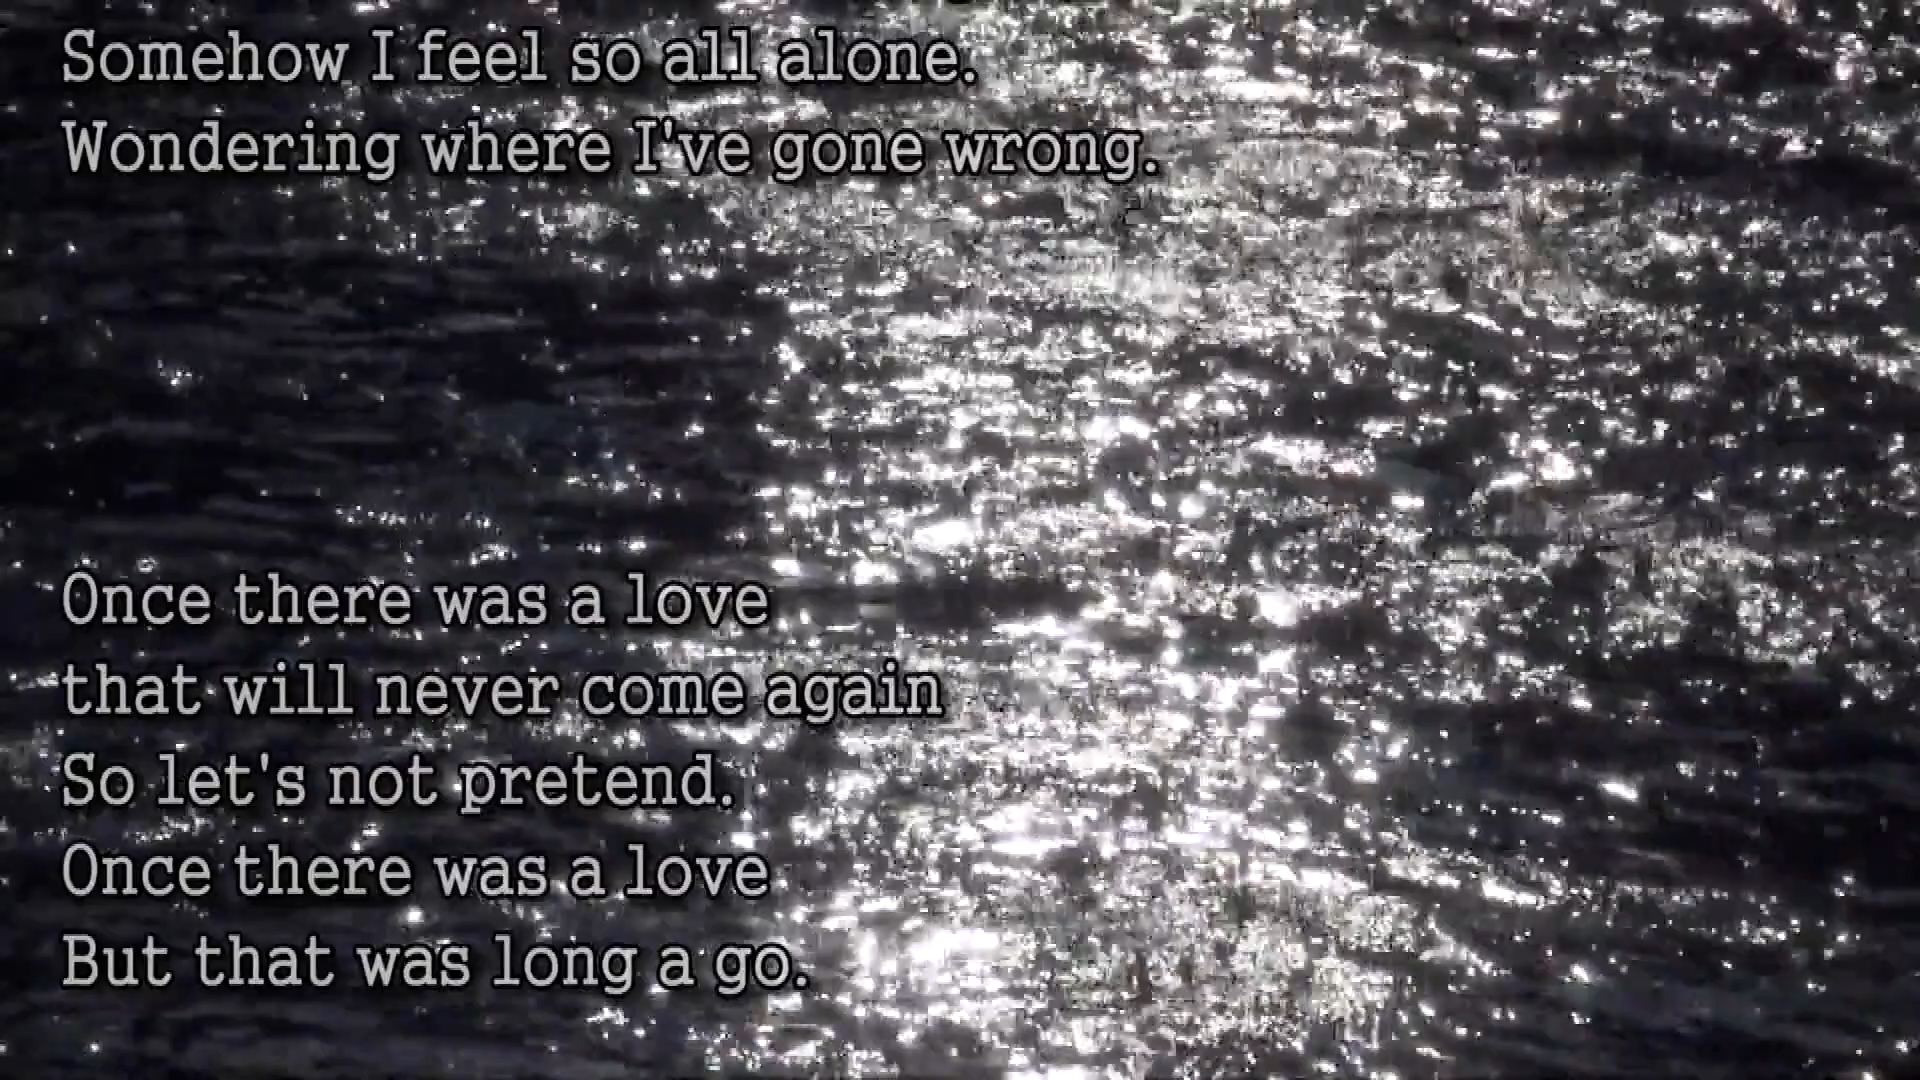 Somehow I feel so all alone.
Wondering where I've gone wrong.
Once there was a love
that will never come again
So let's not pretend.
Once there was a love
But that was long a go.